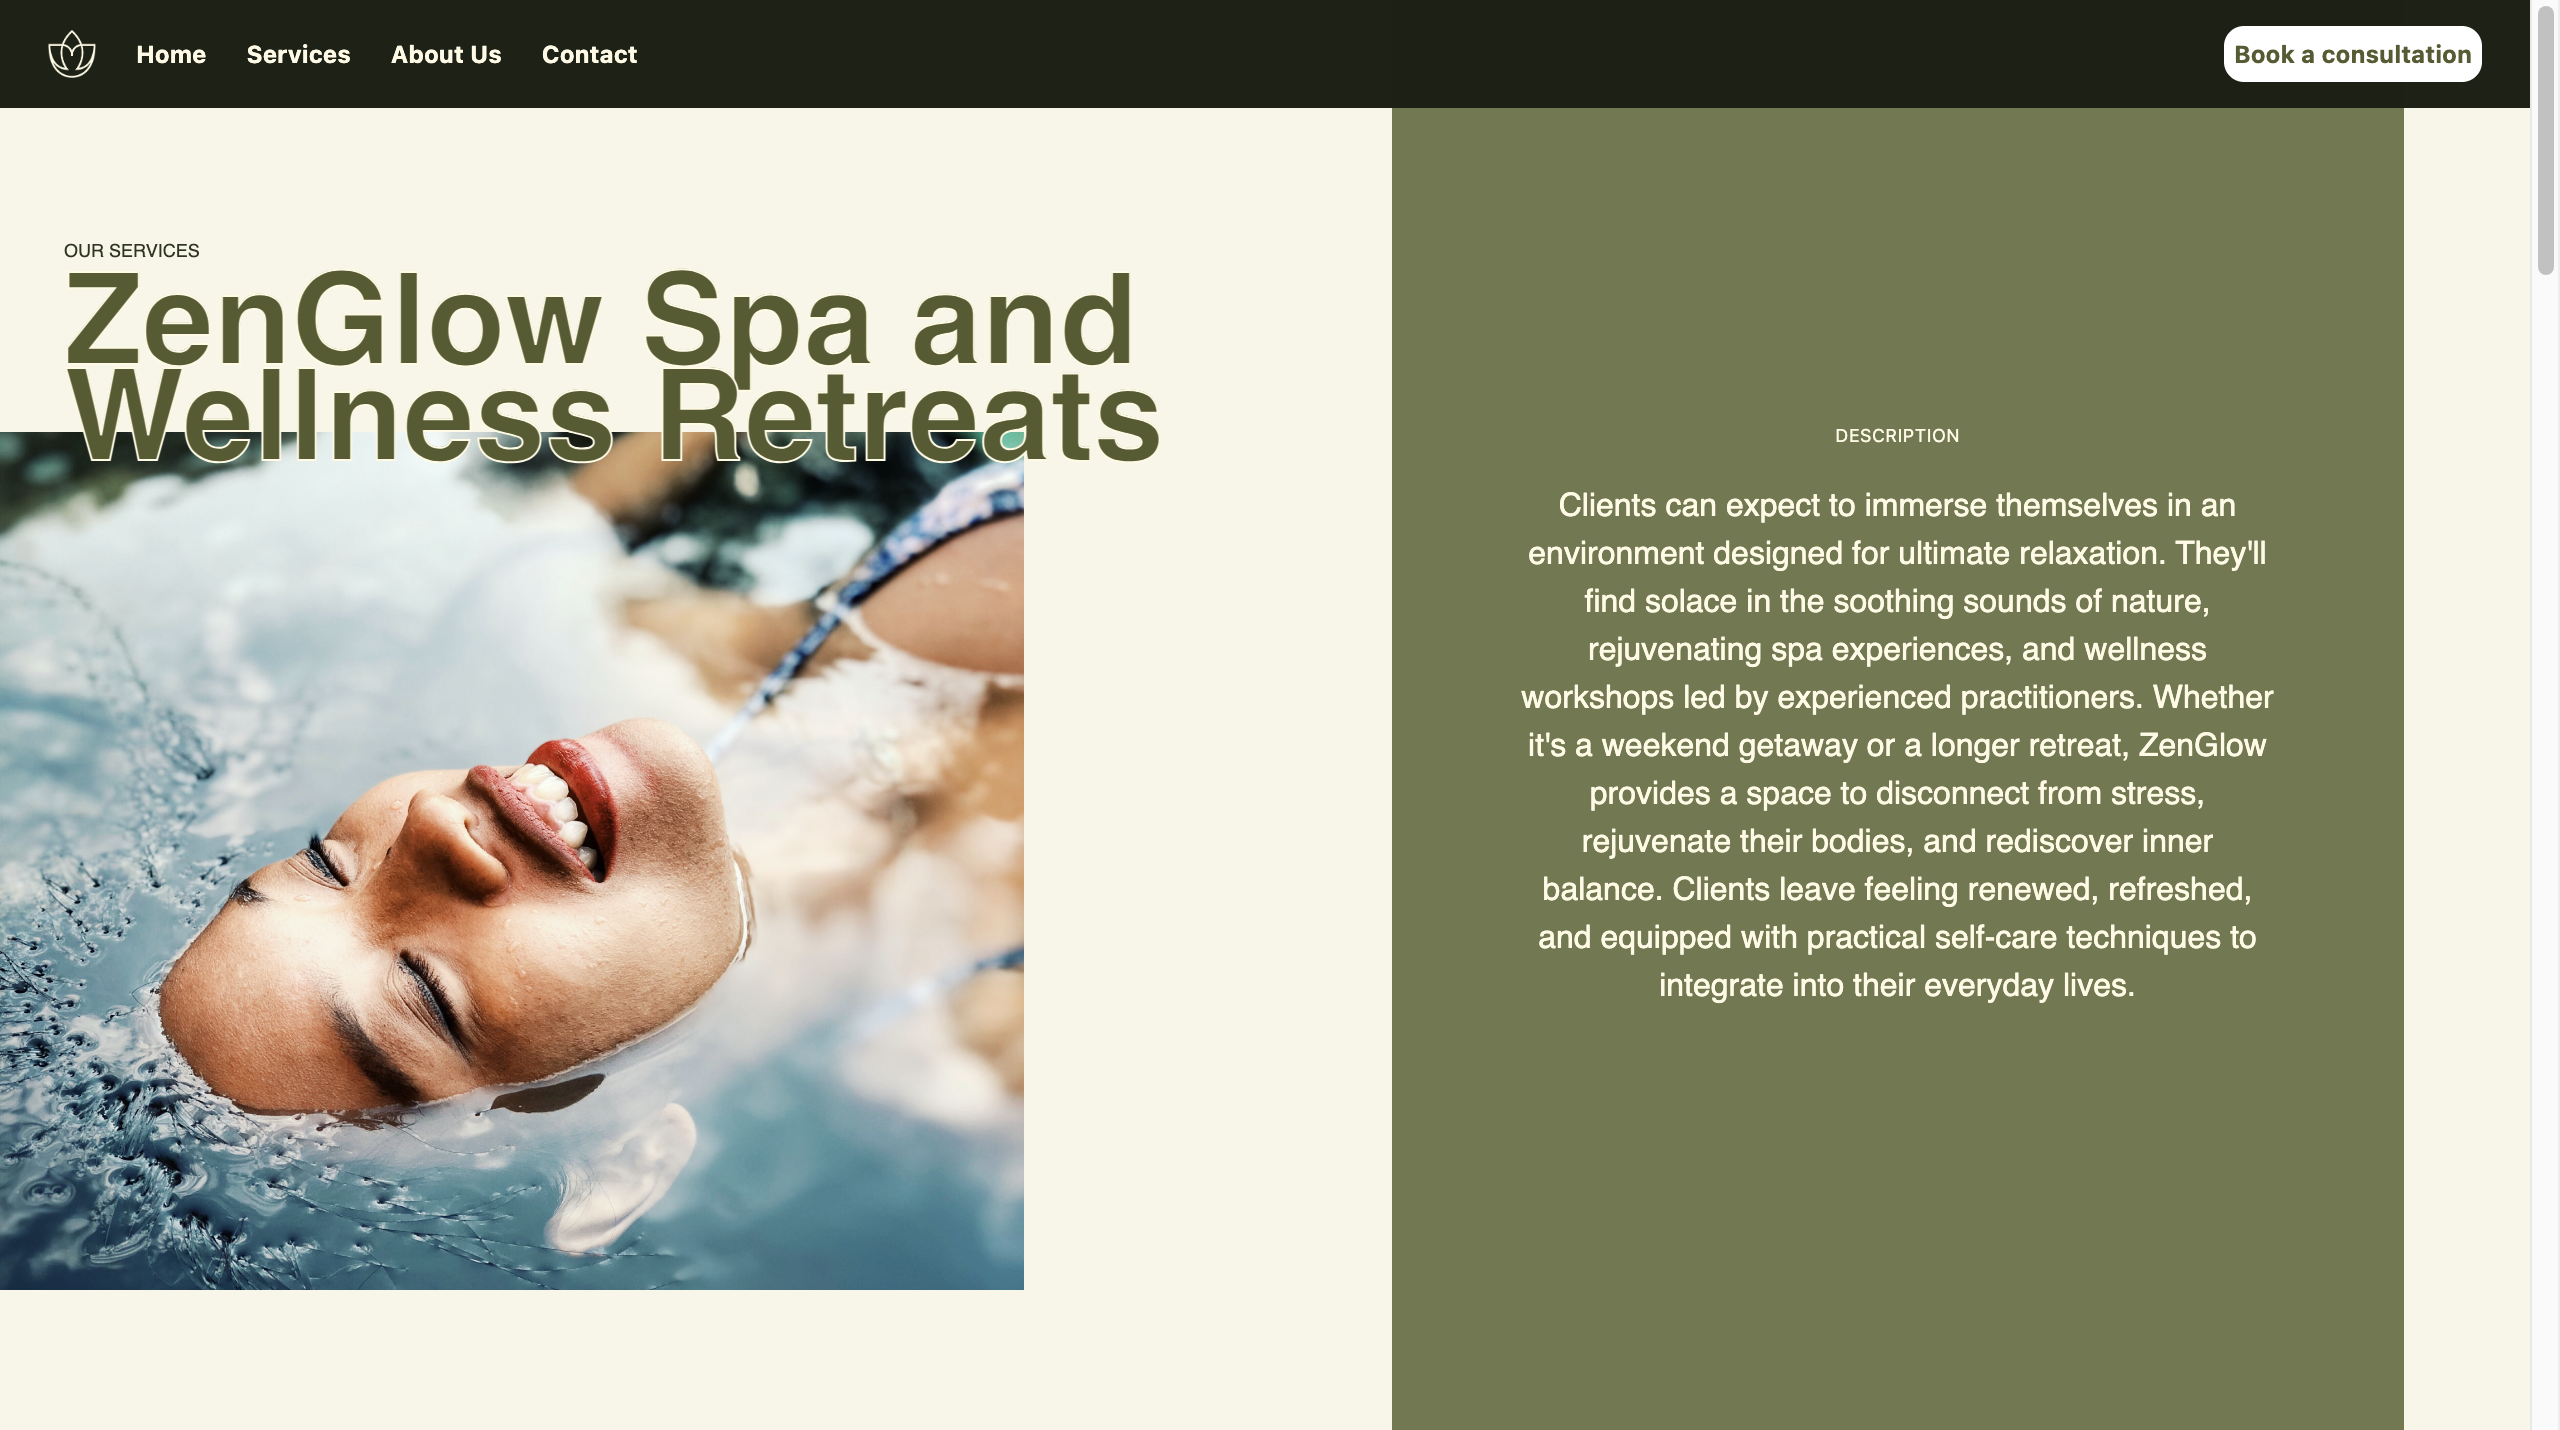 Home
Services
About Us
Contact
Book a consultation
OUR SERVICES
ZenGlow Spa and
Wellness Retreats
DESCRIPTION
Clients can expect to immerse themselves in an
environment designed for ultimate relaxation. They'll
find solace in the soothing sounds of nature,
rejuvenating spa experiences, and wellness
workshops led by experienced practitioners. Whether
it's a weekend getaway or a longer retreat, ZenGlow
provides a space to disconnect from stress,
rejuvenate their bodies, and rediscover inner
balance. Clients leave feeling renewed, refreshed,
and equipped with practical self-care techniques to
integrate into their everyday lives.